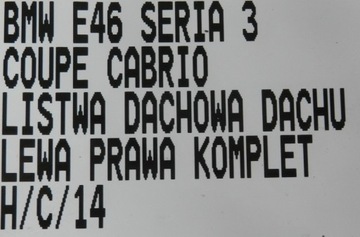 BMW E46 SERIA 3
COUPE CABRIO
LISTWA DACHOWA DACHU
LEWA PRAWA KOMPLET
H/C/14